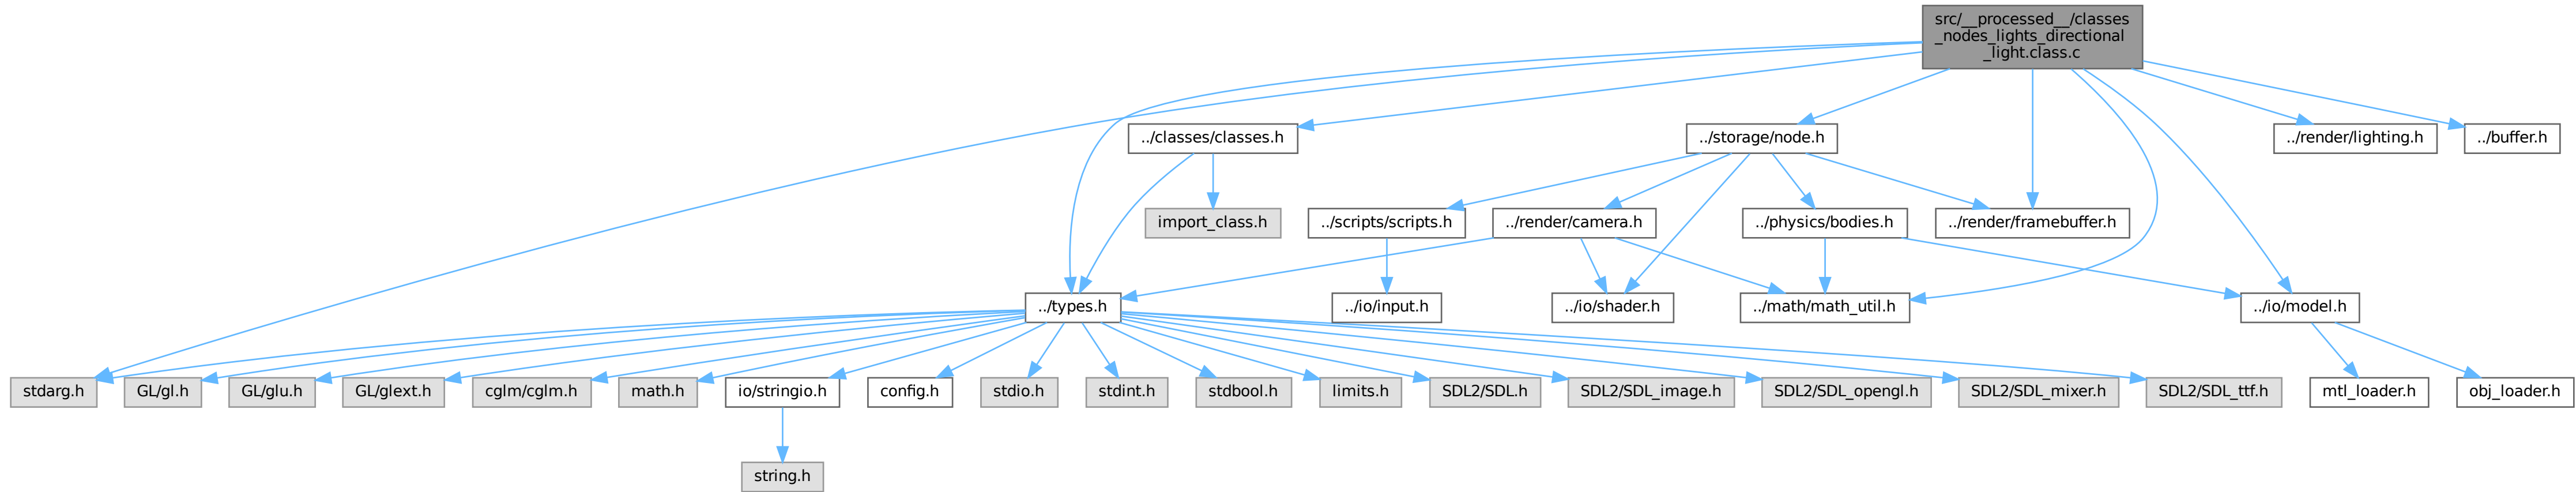 src/__processed__/classes
_nodes_lights_directional
_light.class.c
../classes/classes.h
../storage/node.h
../render/lighting.h
../buffer.h
import_class.h
../scripts/scripts.h
../render/camera.h
../physics/bodies.h
../render/framebuffer.h
../types.h
../io/input.h
../io/shader.h
../math/math_util.h
../io/model.h
stdarg.h
GL/gl.h
GL/glu.h
GL/glext.h
cglm/cglm.h
math.h
io/stringio.h
config.h
stdio.h
stdint.h
stdbool.h
limits.h
SDL2/SDL.h
SDL2/SDL_image.h
SDL2/SDL_opengl.h
SDL2/SDL_mixer.h
SDL2/SDL_ttf.h
mtl_loader.h
obj_loader.h
string.h